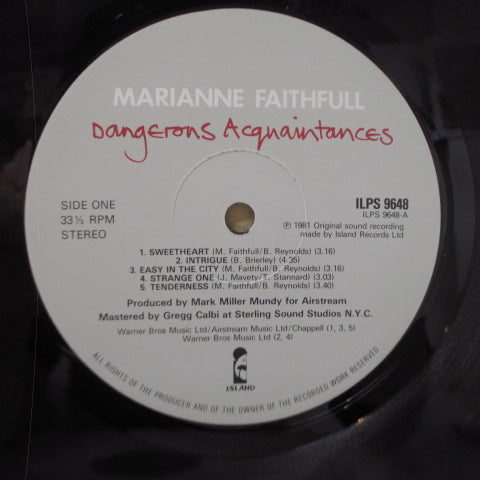 MARIANNE FAITHFULL
Dangerous Acquaintances
SIDE ONE
33⅓ RPM
STEREO
ILPS 9648
ILPS 9648-A
℗ 1981 Original sound recording
made by Island Records Ltd
1. SWEETHEART (M. Faithfull/B. Reynolds) (3.16)
2. INTRIGUE (B. Brierley) (4.35)
3. EASY IN THE CITY (M. Faithfull/B. Reynolds) (3.16)
4. STRANGE ONE (J. Mavety/T. Stannard) (3.03)
5. TENDERNESS (M. Faithfull/B. Reynolds) (3.40)
Produced by Mark Miller Mundy for Airstream
Mastered by Gregg Calbi at Sterling Sound Studios N.Y.C.
Warner Bros Music Ltd/Airstream Music Ltd/Chappell (1, 3, 5)
Warner Bros Music Ltd (2, 4)
ISLAND
ALL RIGHTS OF THE PRODUCER AND OF THE OWNER OF THE RECORDED WORK RESERVED